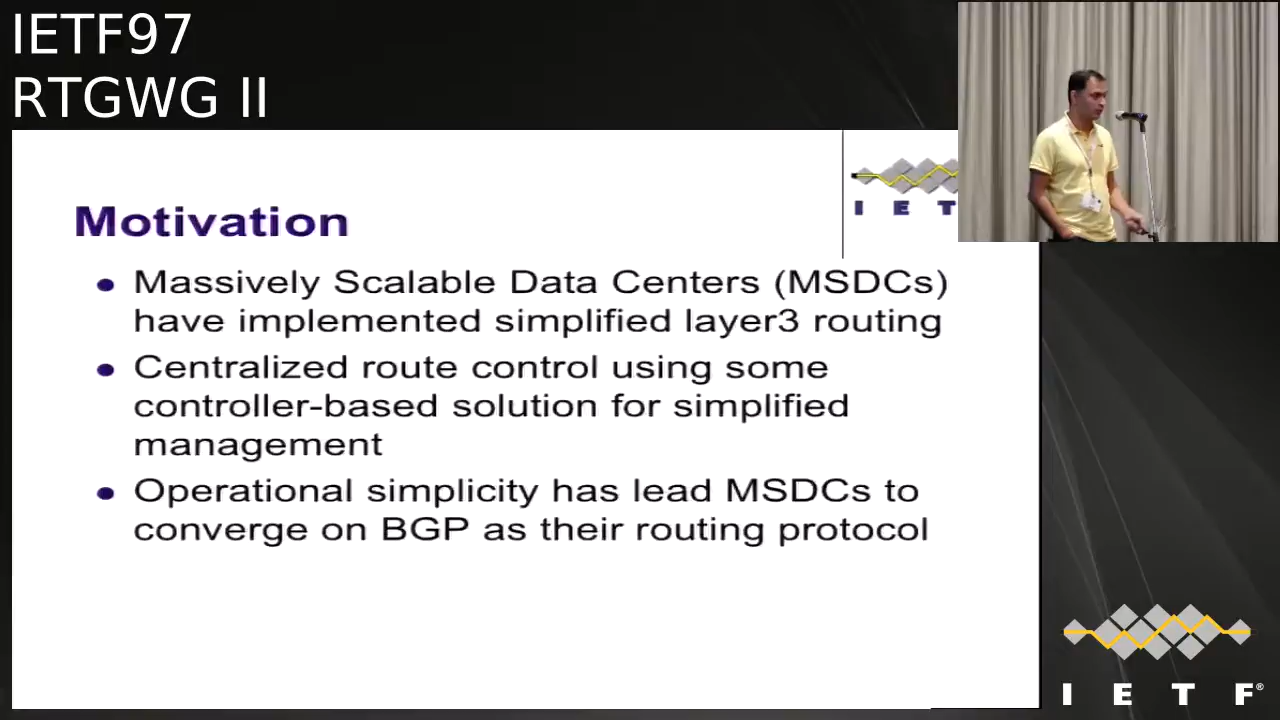 IETF97
RTGWG II
I E T
Motivation
• Massively Scalable Data Centers (MSDCs)
have implemented simplified layer3 routing
• Centralized route control using some
controller-based solution for simplified
management
• Operational simplicity has lead MSDCs to
converge on BGP as their routing protocol
I E T F®